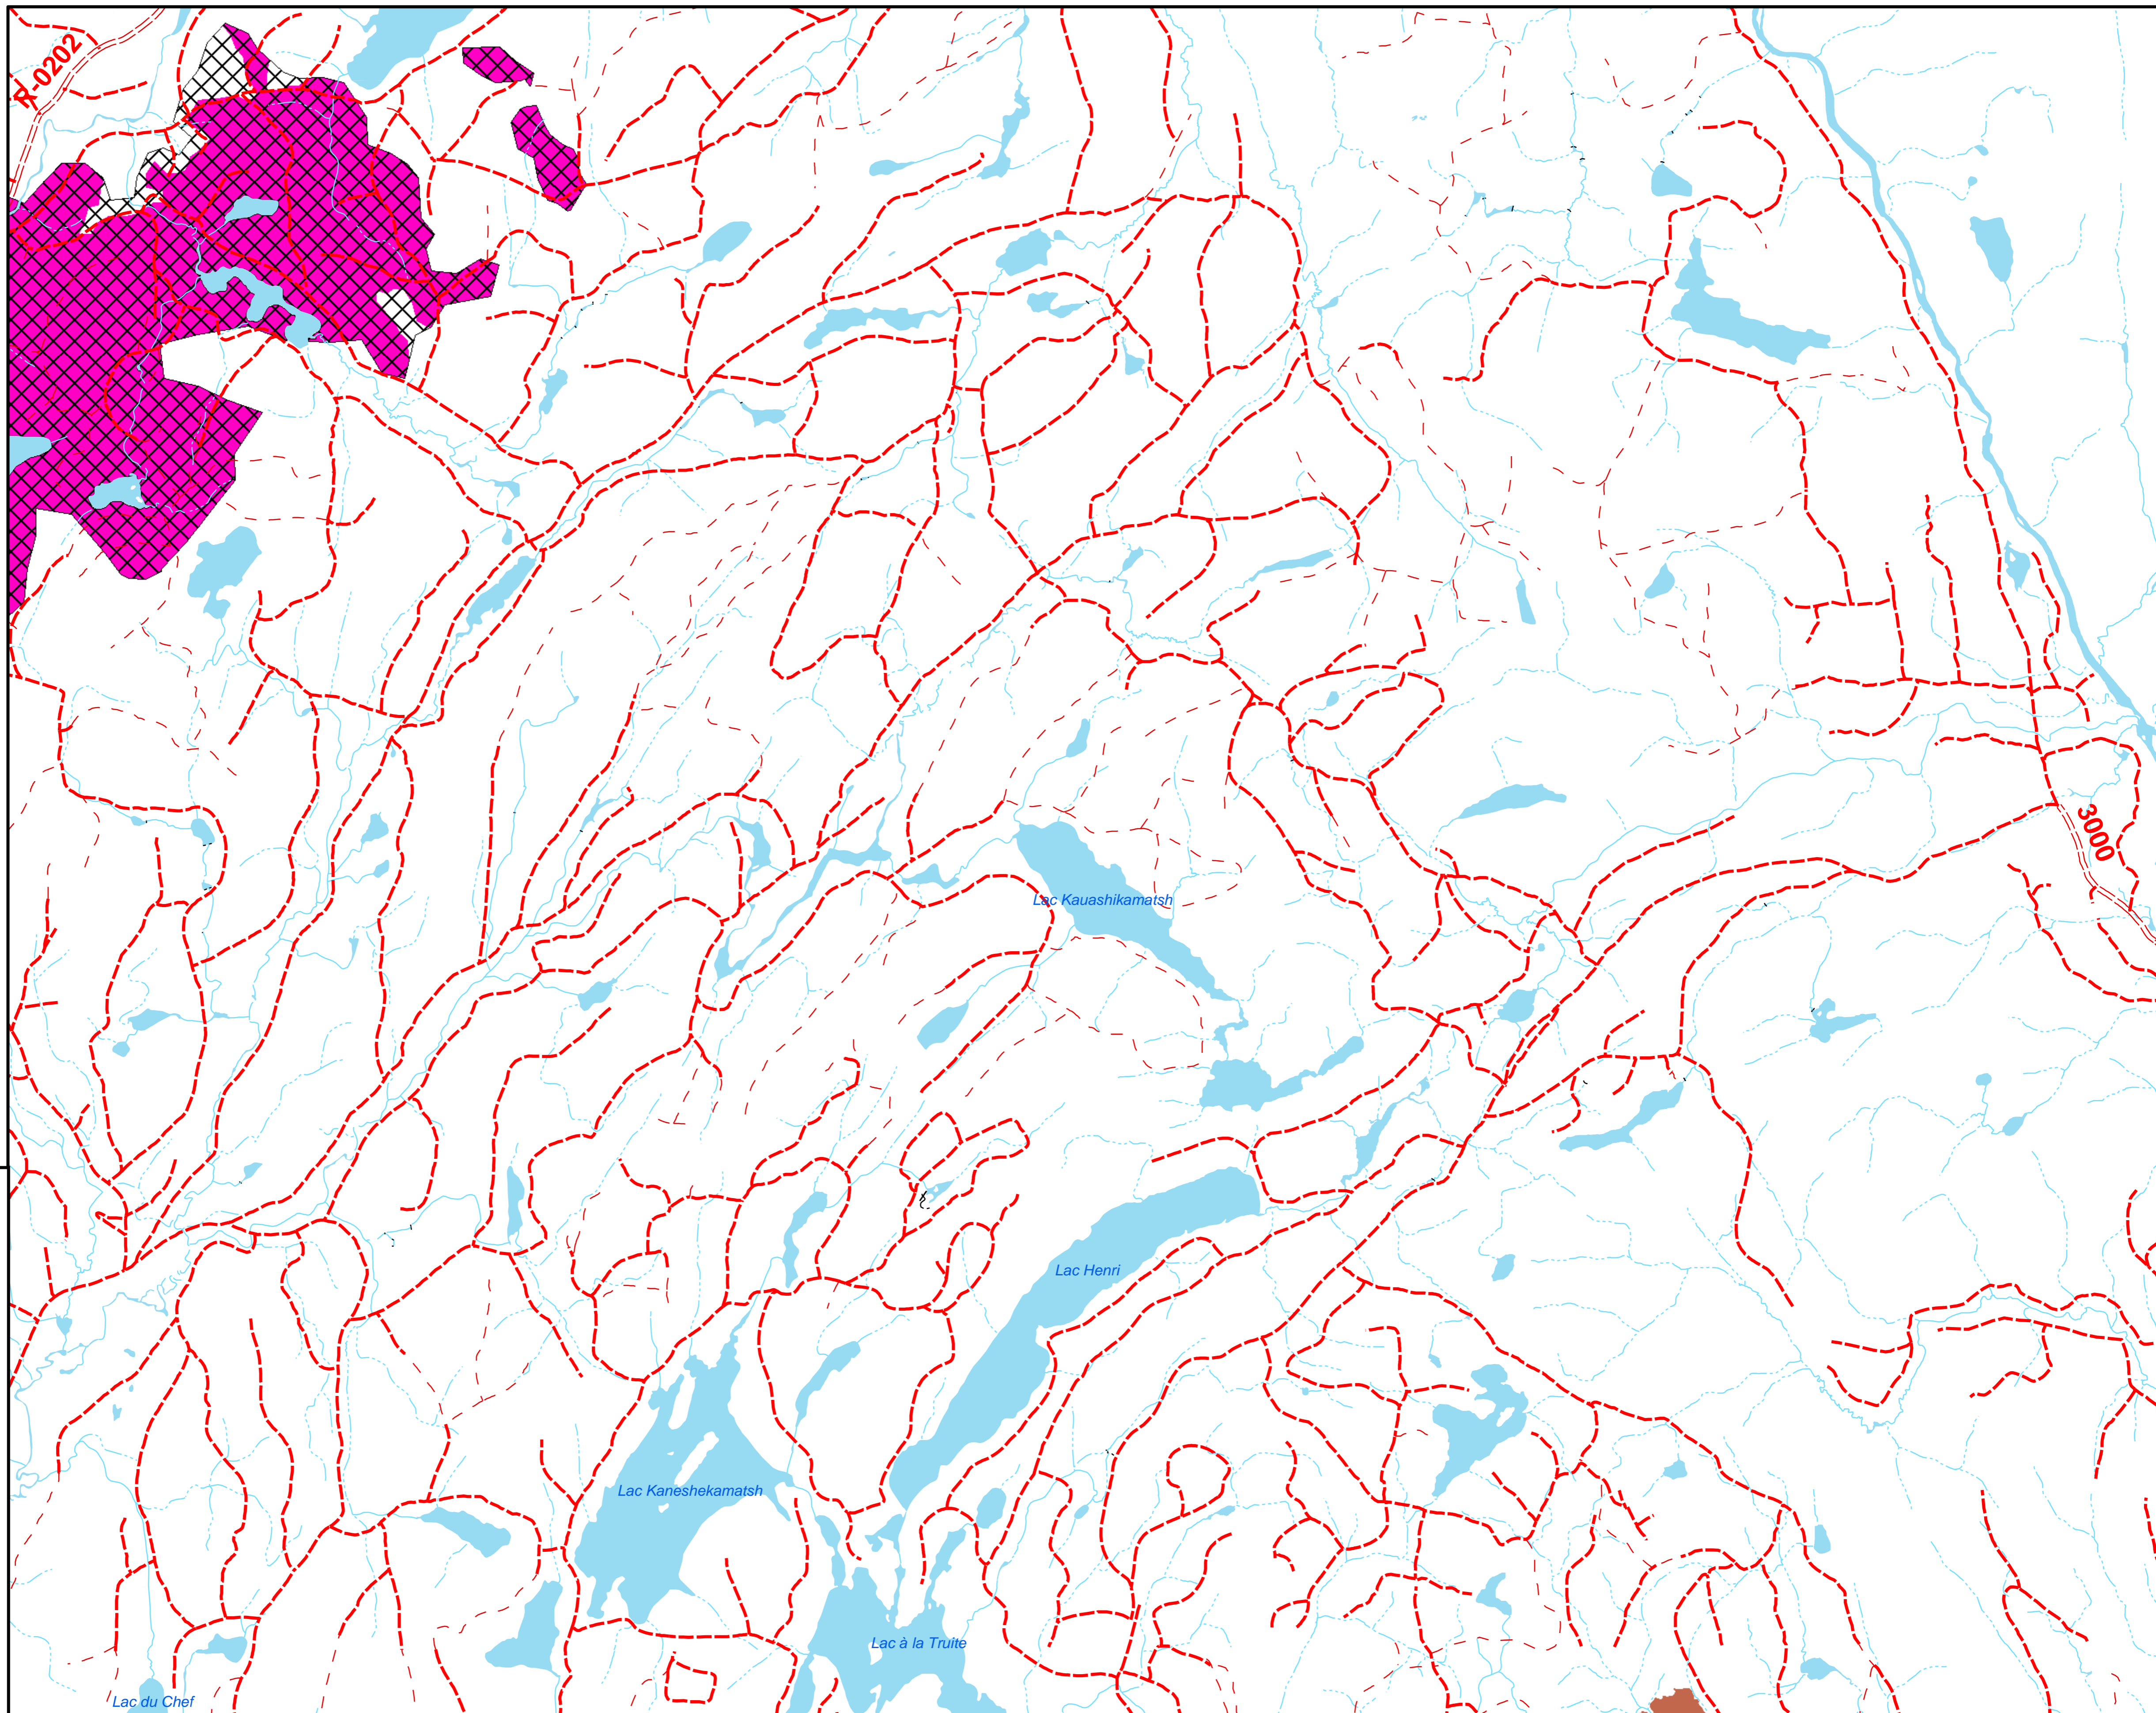 R-0202
3000
Lac Kauashikamatsh
Lac Henri
Lac Kaneshekamatsh
Lac à la Truite
Lac du Chef